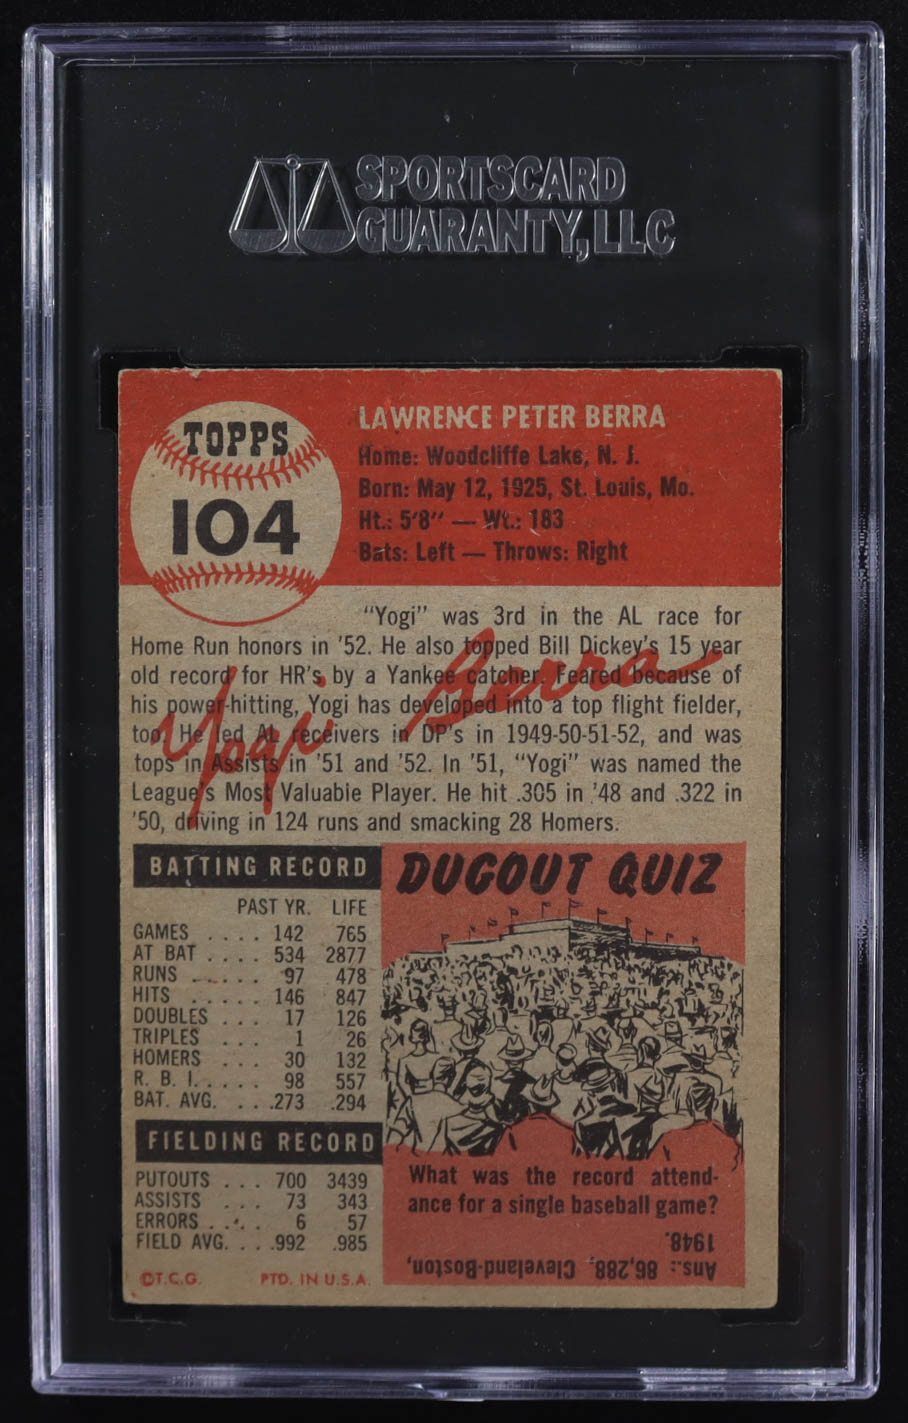 SPORTSCARD
GUARANTY, LLC
TOPPS
104
LAWRENCE PETER BERRA
Home: Woodcliffe Lake, N. J.
Born: May 12, 1925, St. Louis, Mo.
Ht.: 5'8" — Wt.: 183
Bats: Left — Throws: Right
"Yogi" was 3rd in the AL race for
Home Run honors in '52. He also topped Bill Dickey's 15 year
old record for HR's by a Yankee catcher. Feared because of
his power-hitting, Yogi has developed into a top flight fielder,
too. He led AL receivers in DP's in 1949-50-51-52, and was
tops in Assists in '51 and '52. In '51, "Yogi" was named the
League's Most Valuable Player. He hit .305 in '48 and .322 in
'50, driving in 124 runs and smacking 28 Homers.
Yogi Berra
BATTING RECORD
PAST YR. LIFE
GAMES .... 142 765
AT BAT .... 534 2877
RUNS .... 97 478
HITS .... 146 847
DOUBLES ... 17 126
TRIPLES ... 1 26
HOMERS ... 30 132
R. B. I. .... 98 557
BAT. AVG. ... .273 .294
FIELDING RECORD
PUTOUTS ... 700 3439
ASSISTS ... 73 343
ERRORS .... 6 57
FIELD AVG. ... .992 .985
©T.C.G. PTD. IN U.S.A.
DUGOUT QUIZ
What was the record attend-
ance for a single baseball game?
Ans.: 86,288, Cleveland-Boston,
1948.